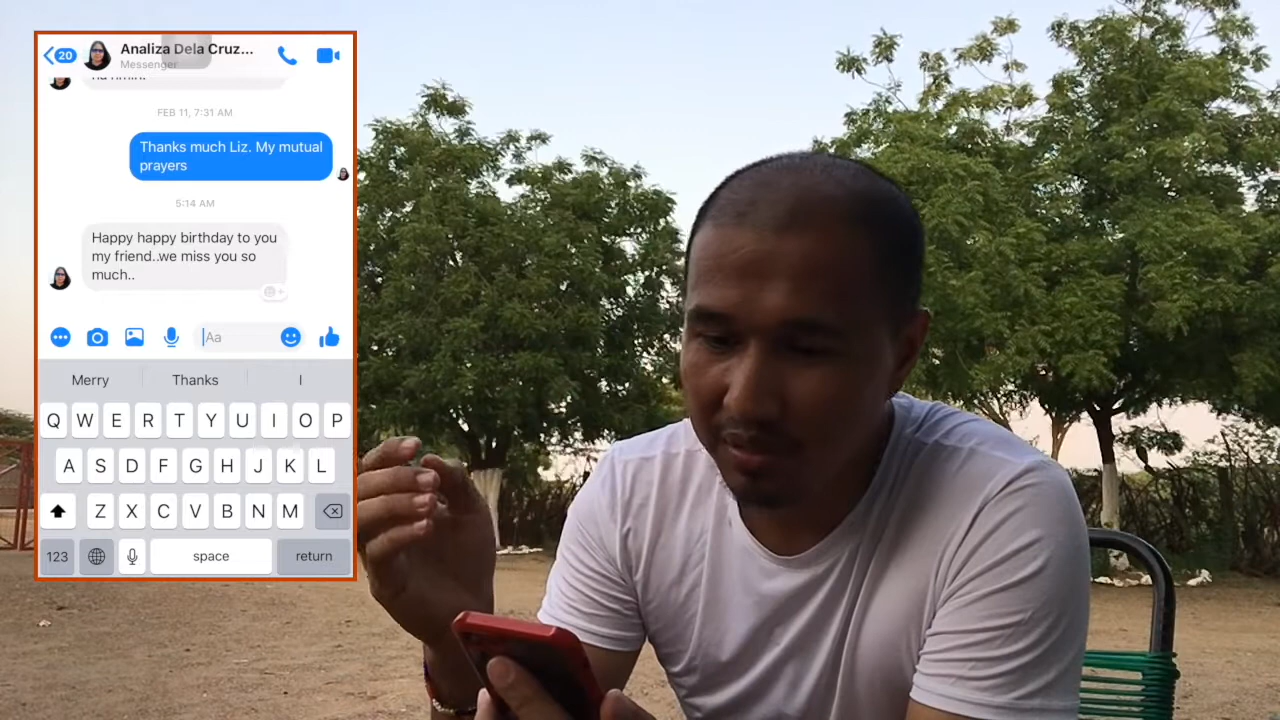 20
Analiza Dela Cruz...
Messenger
FEB 11, 7:31 AM
Thanks much Liz. My mutual
prayers
5:14 AM
Happy happy birthday to you
my friend..we miss you so
much..
Aa
Merry Thanks I
Q W E R T Y U I O P
A S D F G H J K L
Z X C V B N M
123 space return